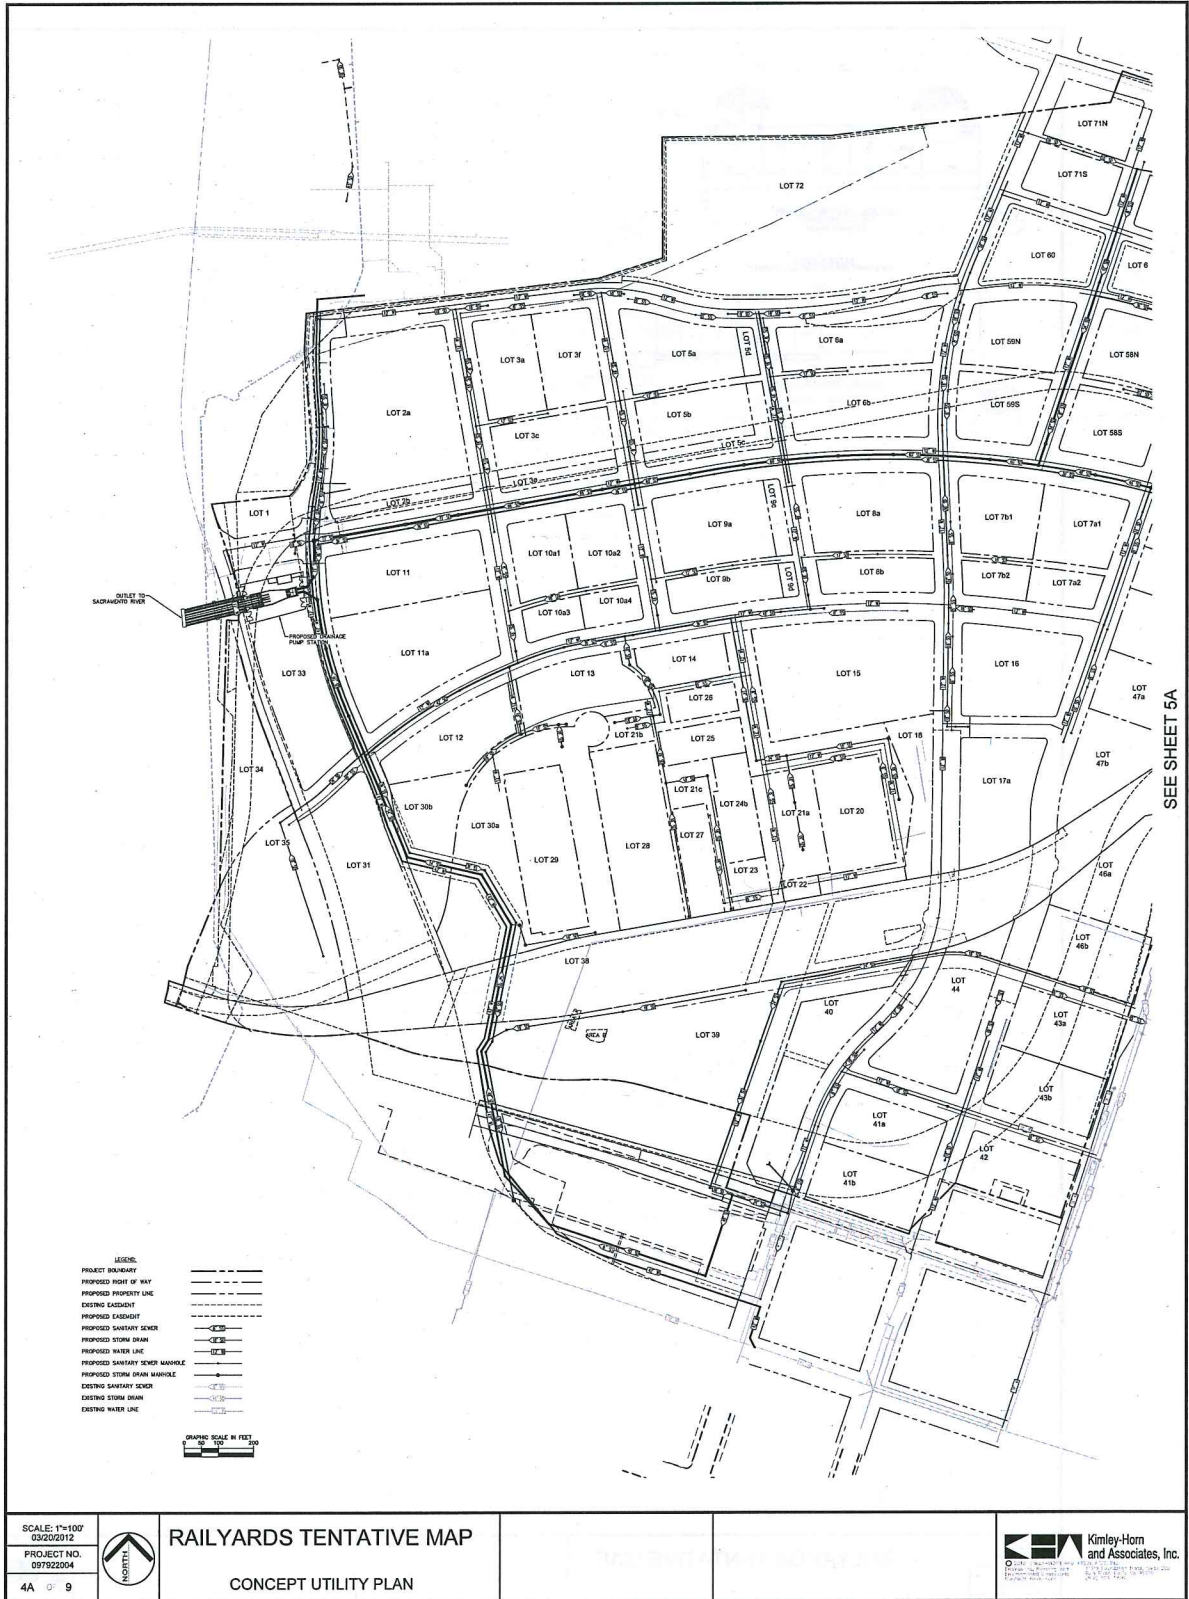 LOT 71N
LOT 71S
LOT 72
LOT 60
LOT 6
LOT 3a
LOT 3f
LOT 5a
LOT 5d
LOT 6a
LOT 59N
LOT 58N
LOT 2a
LOT 5b
LOT 6b
LOT 59S
LOT 3c
LOT 5c
LOT 58S
LOT 3e
LOT 2b
LOT 1
LOT 9a
LOT 9c
LOT 8a
LOT 7b1
LOT 7a1
LOT 10a1
LOT 10a2
LOT 11
LOT 9b
LOT 9d
LOT 8b
LOT 7b2
LOT 7a2
OUTLET TO
SACRAMENTO RIVER
LOT 10a3
LOT 10a4
PROPOSED DRAINAGE
PUMP STATION
LOT 11a
LOT 33
LOT 13
LOT 14
LOT 15
LOT 16
LOT
47a
LOT 26
LOT 12
LOT 21b
LOT 25
LOT 18
LOT
47b
SEE SHEET 5A
LOT 34
LOT 17a
LOT 21c
LOT 24b
LOT 30b
LOT 30a
LOT 21a
LOT 20
LOT 27
LOT 35
LOT 31
LOT 29
LOT 28
LOT 23
LOT 22
LOT
46a
LOT
46b
LOT 38
LOT
44
LOT
40
LOT 39
AREA B
LOT
43a
LOT
43b
LOT
41a
LOT
42
LOT
41b
LEGEND:
PROJECT BOUNDARY
PROPOSED RIGHT OF WAY
PROPOSED PROPERTY LINE
EXISTING EASEMENT
PROPOSED EASEMENT
PROPOSED SANITARY SEWER
PROPOSED STORM DRAIN
PROPOSED WATER LINE
PROPOSED SANITARY SEWER MANHOLE
PROPOSED STORM DRAIN MANHOLE
EXISTING SANITARY SEWER
EXISTING STORM DRAIN
EXISTING WATER LINE
GRAPHIC SCALE IN FEET
0 50 100 200
SCALE: 1"=100'
03/20/2012
PROJECT NO.
097922004
4A OF 9
NORTH
RAILYARDS TENTATIVE MAP
CONCEPT UTILITY PLAN
Kimley-Horn
and Associates, Inc.